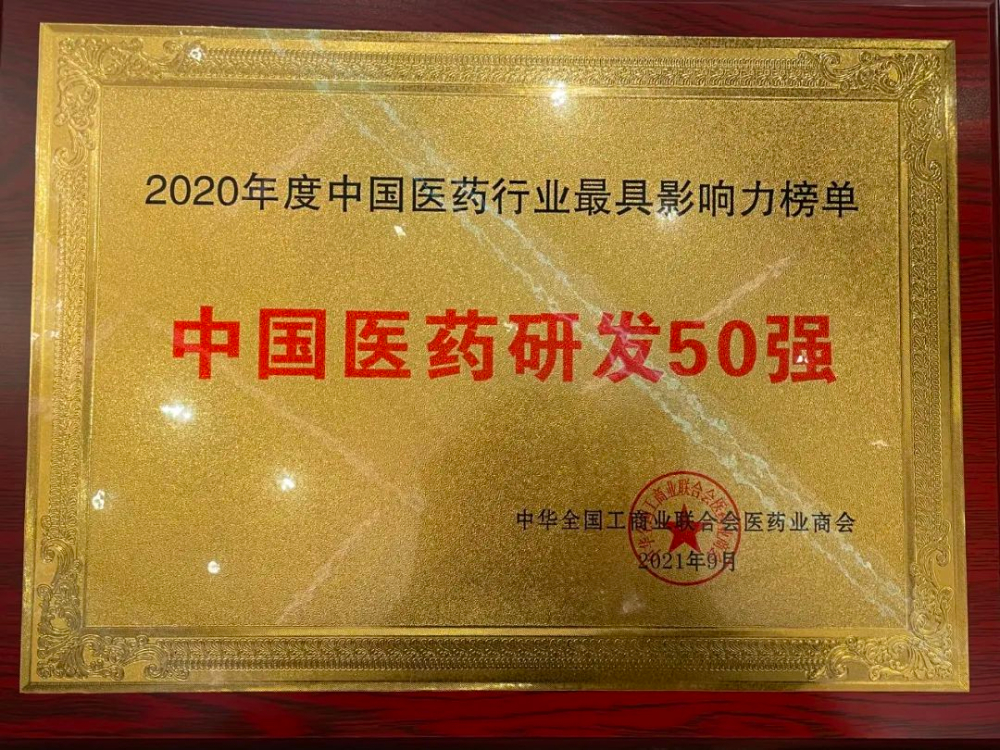 2020年度中国医药行业最具影响力榜单
中国医药研发50强
中华全国工商业联合会医药业商会
2021年9月